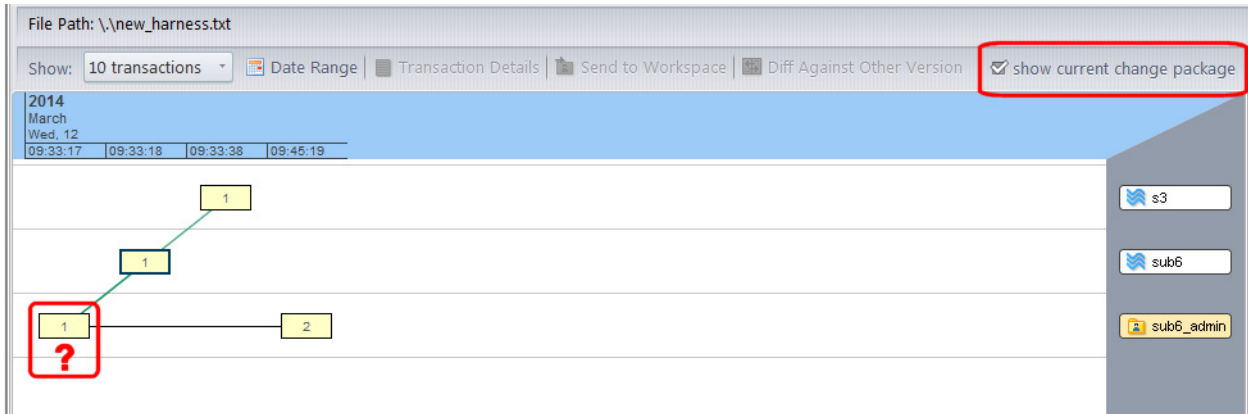 File Path: \.\new_harness.txt
Show: 10 transactions Date Range Transaction Details Send to Workspace Diff Against Other Version show current change package
2014
March
Wed, 12
09:33:17 09:33:18 09:33:38 09:45:19
1 s3
1 sub6
1 2 sub6_admin
?